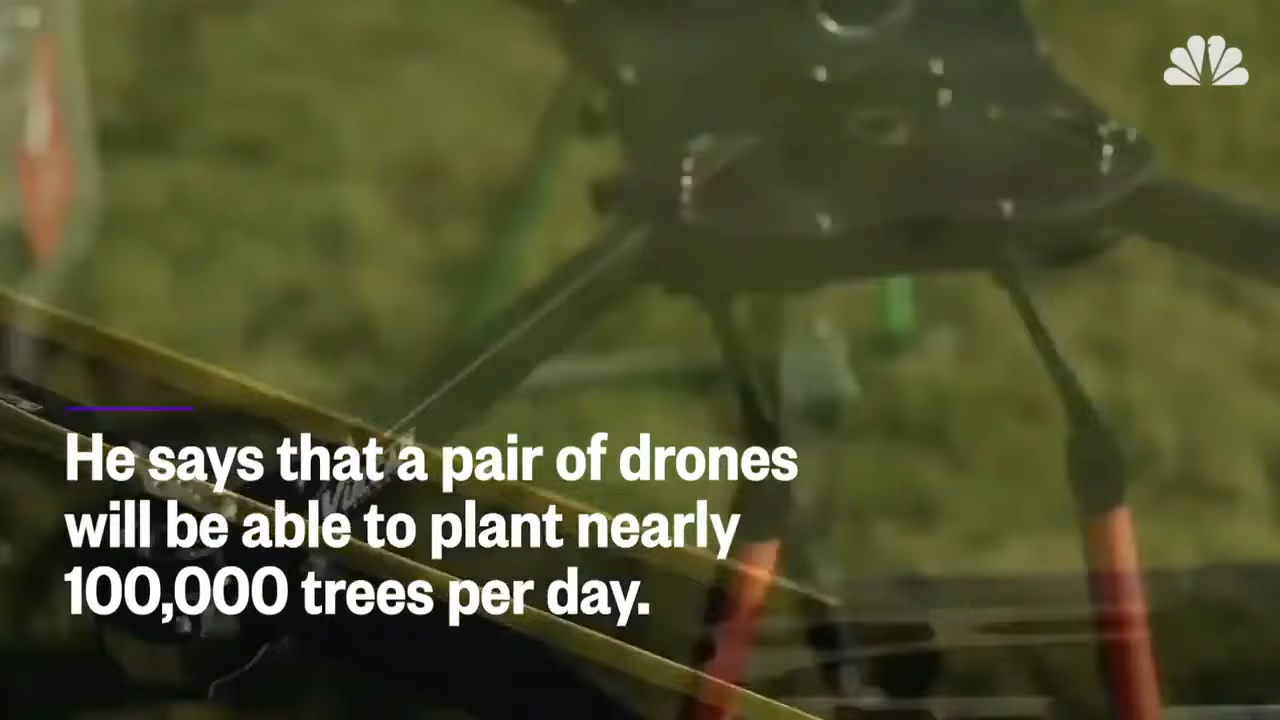 He says that a pair of drones
will be able to plant nearly
100,000 trees per day.